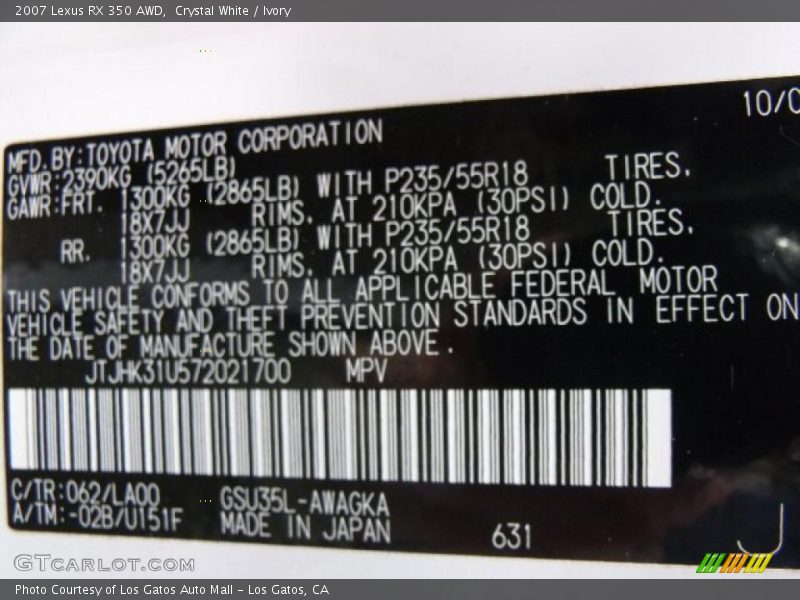 2007 Lexus RX 350 AWD, Crystal White / Ivory
10/0
MFD. BY: TOYOTA MOTOR CORPORATION
GVWR: 2390KG (5265LB)
GAWR: FRT. 1300KG (2865LB) WITH P235/55R18 TIRES.
18X7JJ RIMS. AT 210KPA (30PSI) COLD.
RR. 1300KG (2865LB) WITH P235/55R18 TIRES.
18X7JJ RIMS. AT 210KPA (30PSI) COLD.
THIS VEHICLE CONFORMS TO ALL APPLICABLE FEDERAL MOTOR
VEHICLE SAFETY AND THEFT PREVENTION STANDARDS IN EFFECT ON
THE DATE OF MANUFACTURE SHOWN ABOVE.
JTJHK31U572021700 MPV
C/TR: 062/LA00 GSU35L-AWAGKA
A/TM: -02B/U151F MADE IN JAPAN 631
GTCARLOT.COM
Photo Courtesy of Los Gatos Auto Mall - Los Gatos, CA